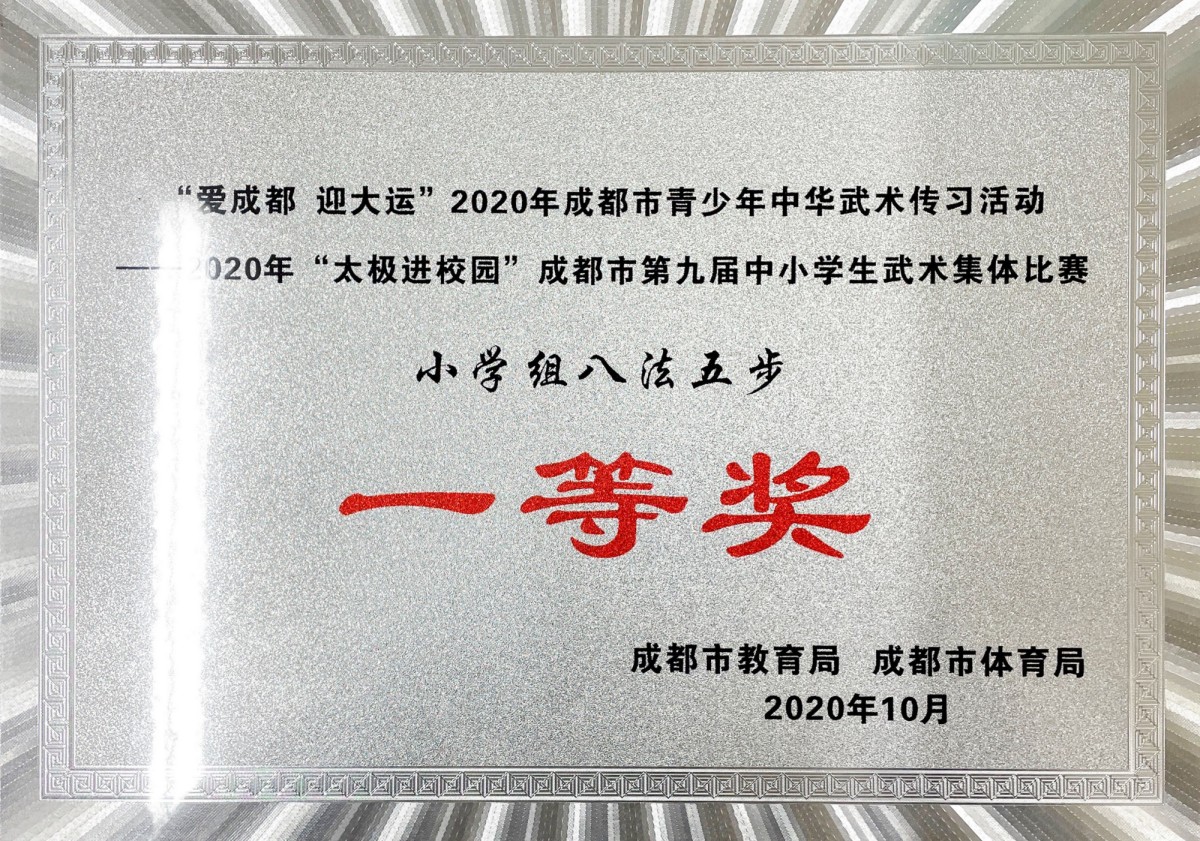 “爱成都 迎大运”2020年成都市青少年中华武术传习活动
——2020年“太极进校园”成都市第九届中小学生武术集体比赛
小学组八法五步
一等奖
成都市教育局 成都市体育局
2020年10月